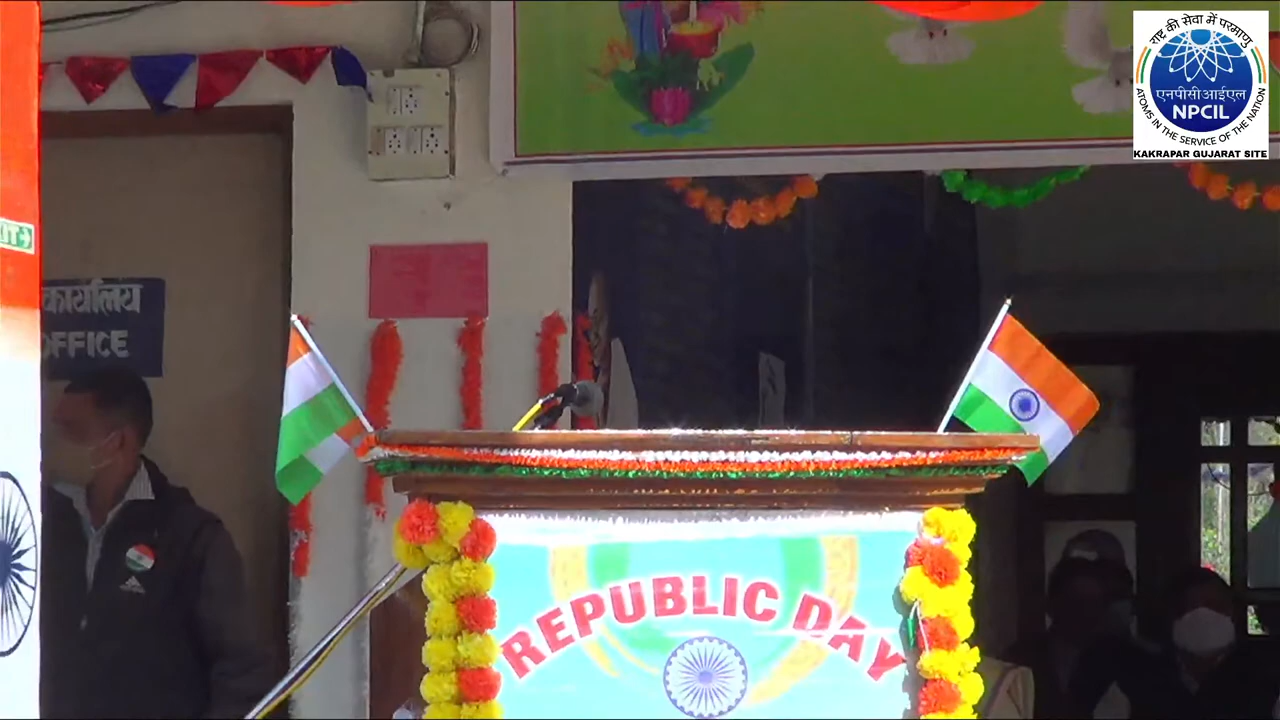 राष्ट्र की सेवा में परमाणु
एनपीसीआईएल
NPCIL
ATOMS IN THE SERVICE OF THE NATION
KAKRAPAR GUJARAT SITE
कार्यालय
OFFICE
REPUBLIC DAY